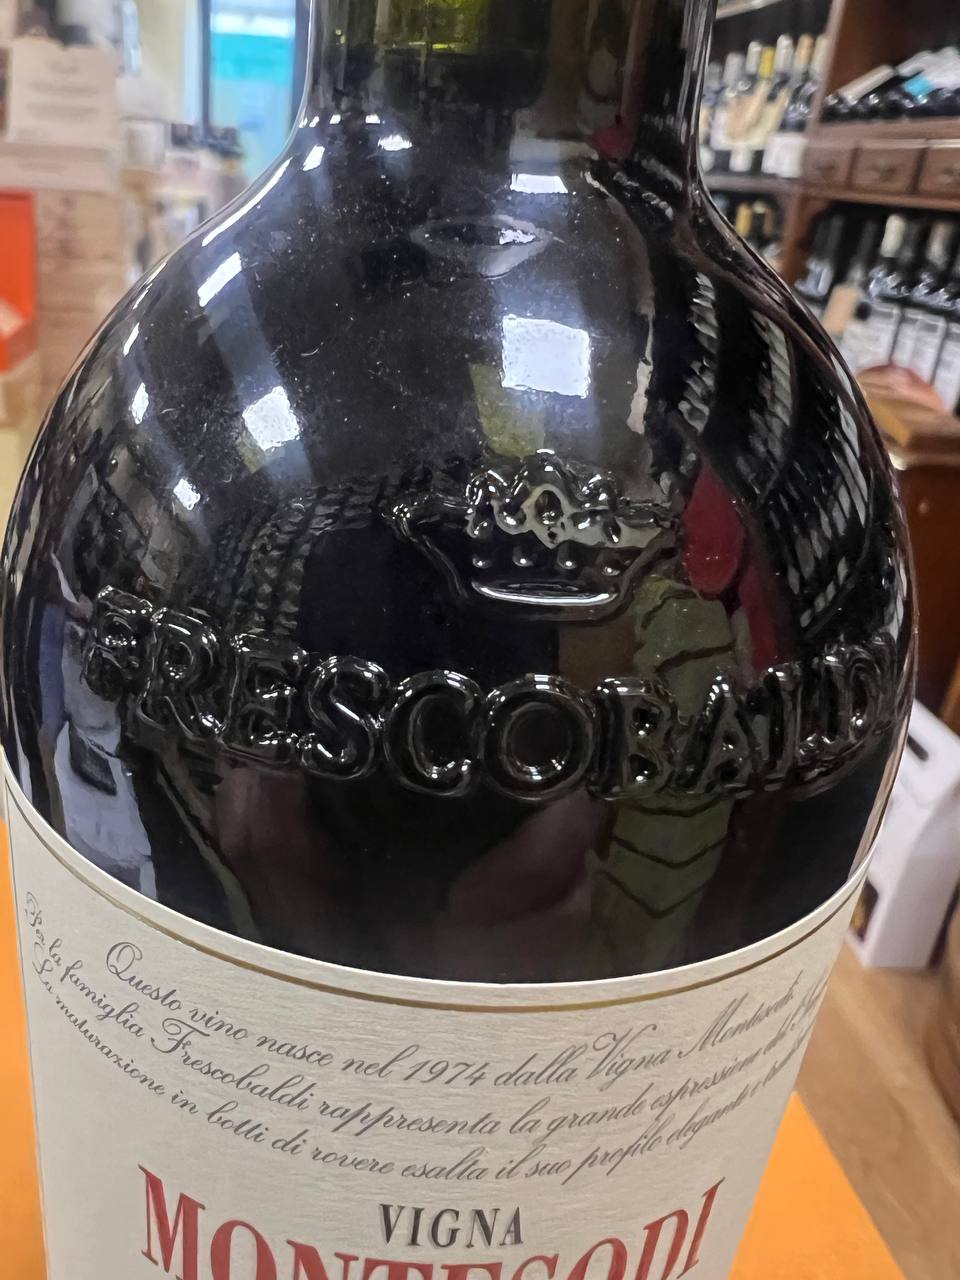 FRESCOBALDI
Questo vino nasce nel 1974 dalla Vigna Montesodi.
Per la famiglia Frescobaldi rappresenta la grande espressione del
La maturazione in botti di rovere esalta il suo profilo elegante e
VIGNA
MONTESODI